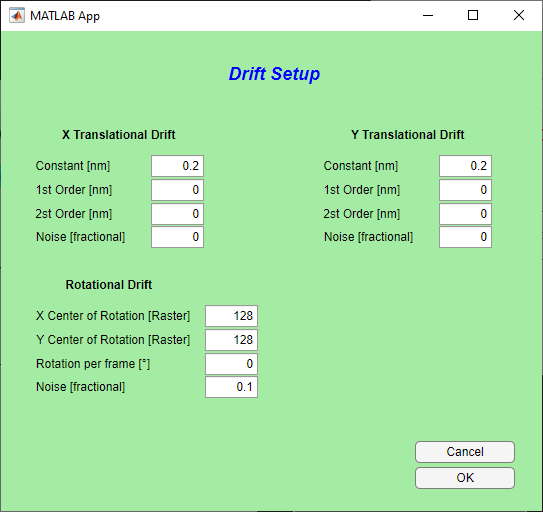 MATLAB App
Drift Setup
X Translational Drift
Constant [nm] 0.2
1st Order [nm] 0
2st Order [nm] 0
Noise [fractional] 0
Y Translational Drift
Constant [nm] 0.2
1st Order [nm] 0
2st Order [nm] 0
Noise [fractional] 0
Rotational Drift
X Center of Rotation [Raster] 128
Y Center of Rotation [Raster] 128
Rotation per frame [°] 0
Noise [fractional] 0.1
Cancel
OK